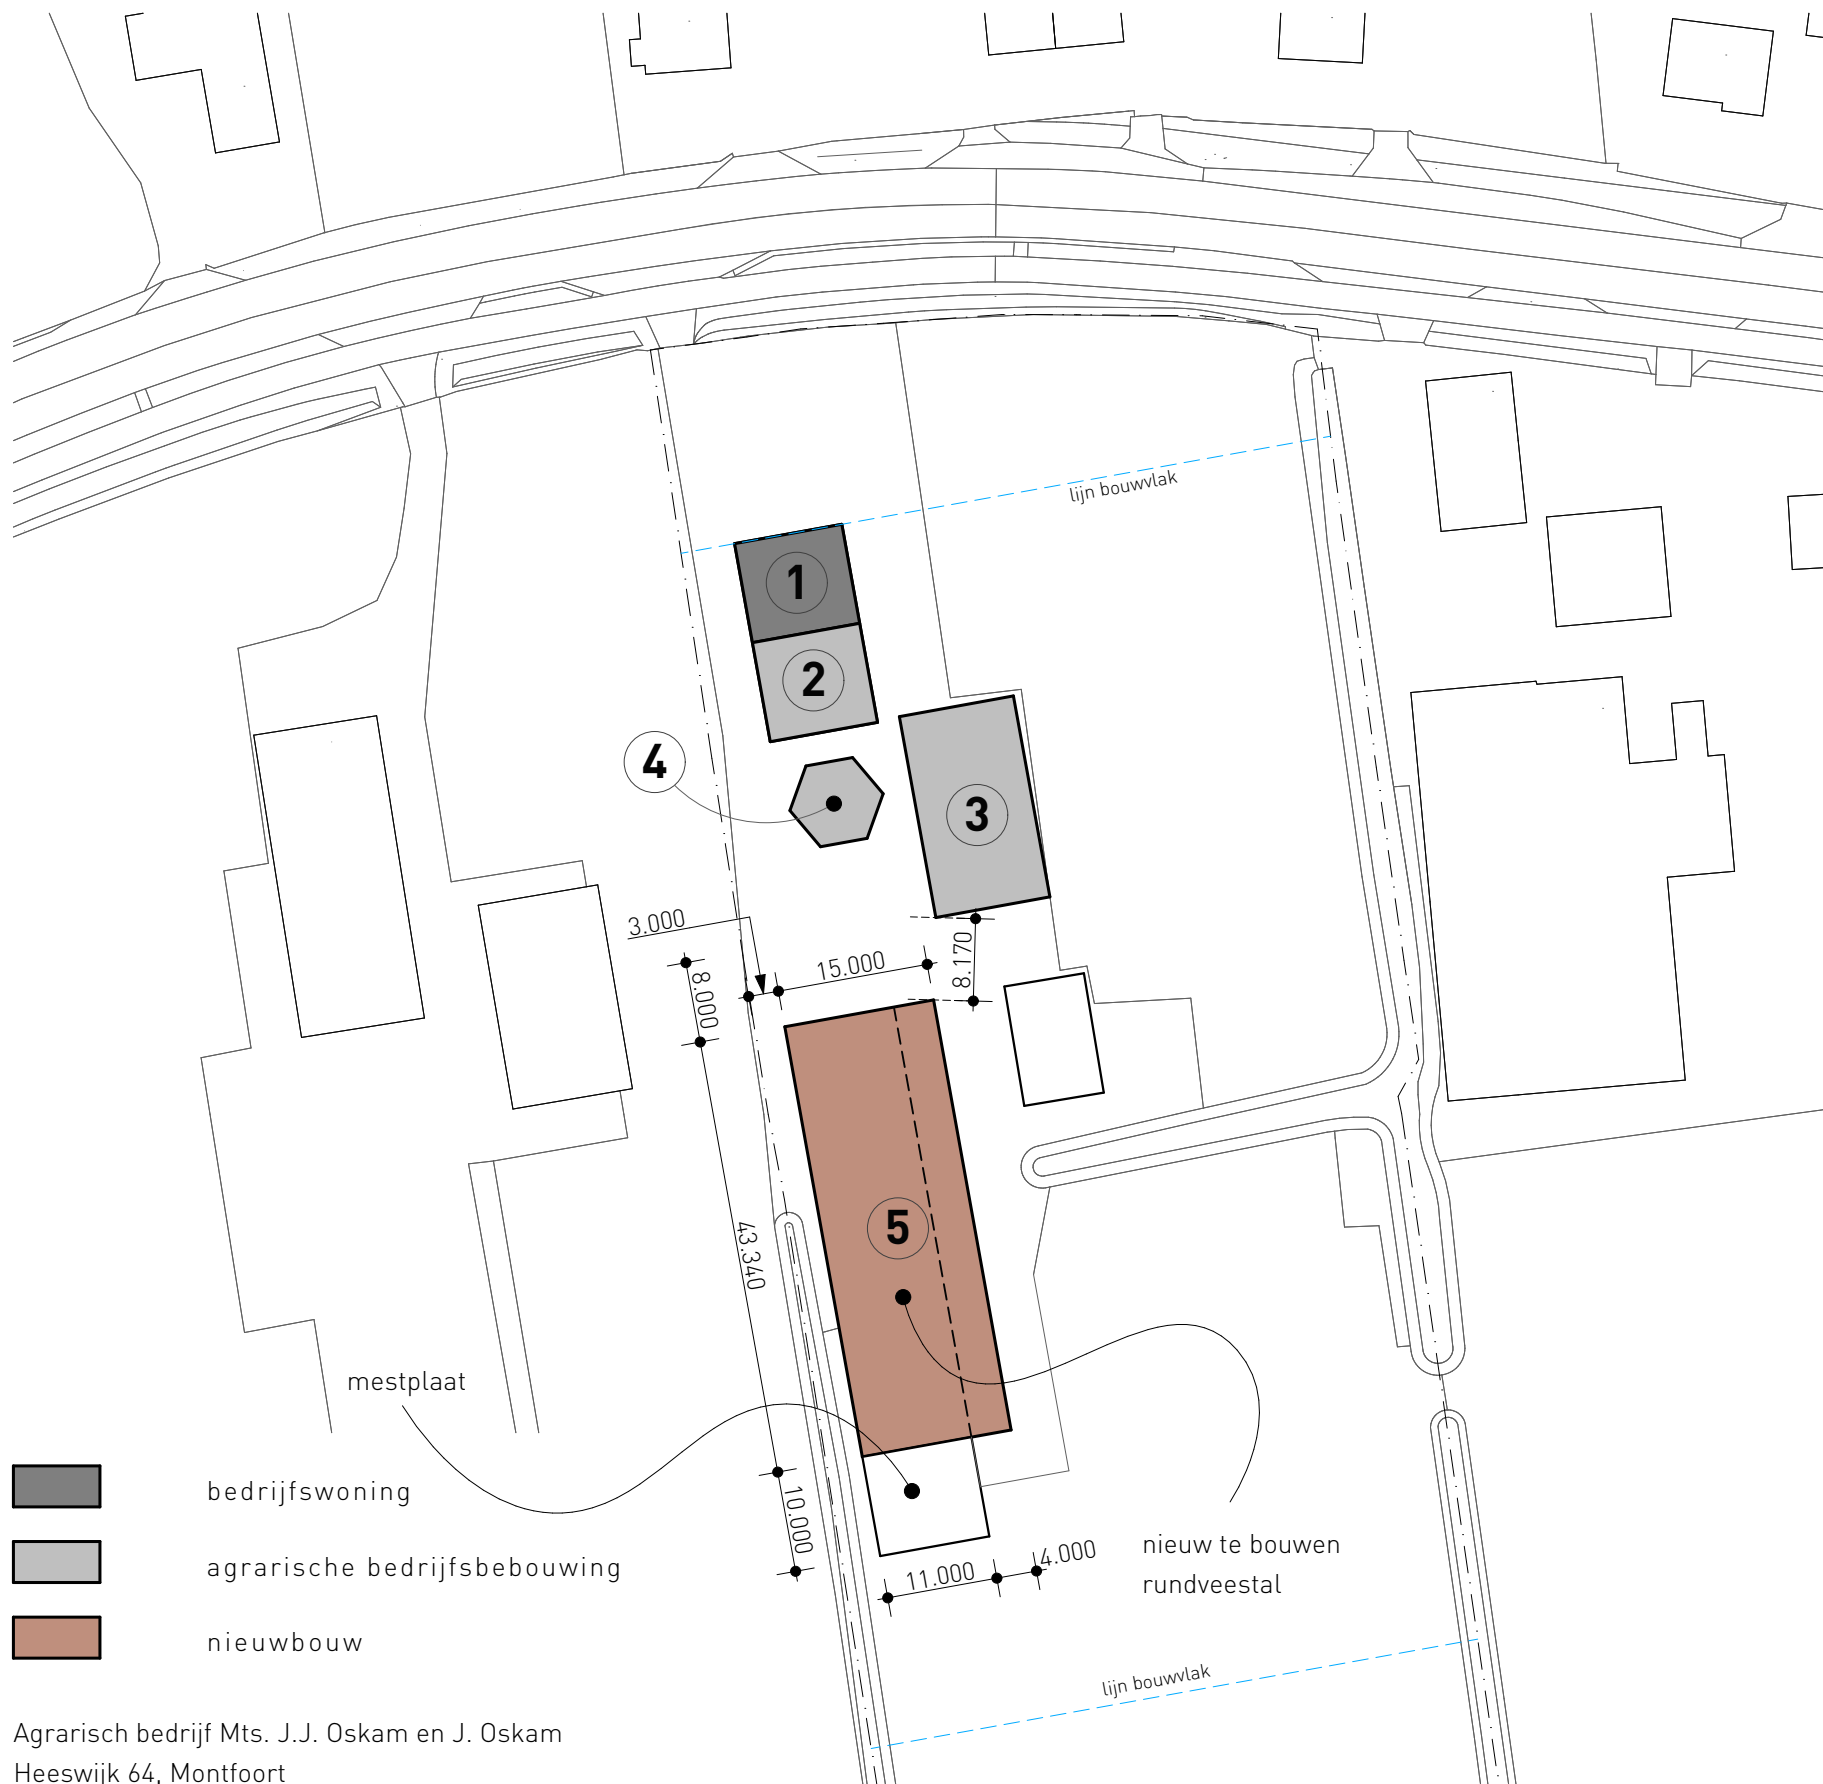 lijn bouwvlak
1
2
4
3
3.000
15.000
8.170
8.000
5
43.340
mestplaat
10.000
11.000
4.000
nieuw te bouwen
rundveestal
bedrijfswoning
agrarische bedrijfsbebouwing
nieuwbouw
lijn bouwvlak
Agrarisch bedrijf Mts. J.J. Oskam en J. Oskam
Heeswijk 64, Montfoort